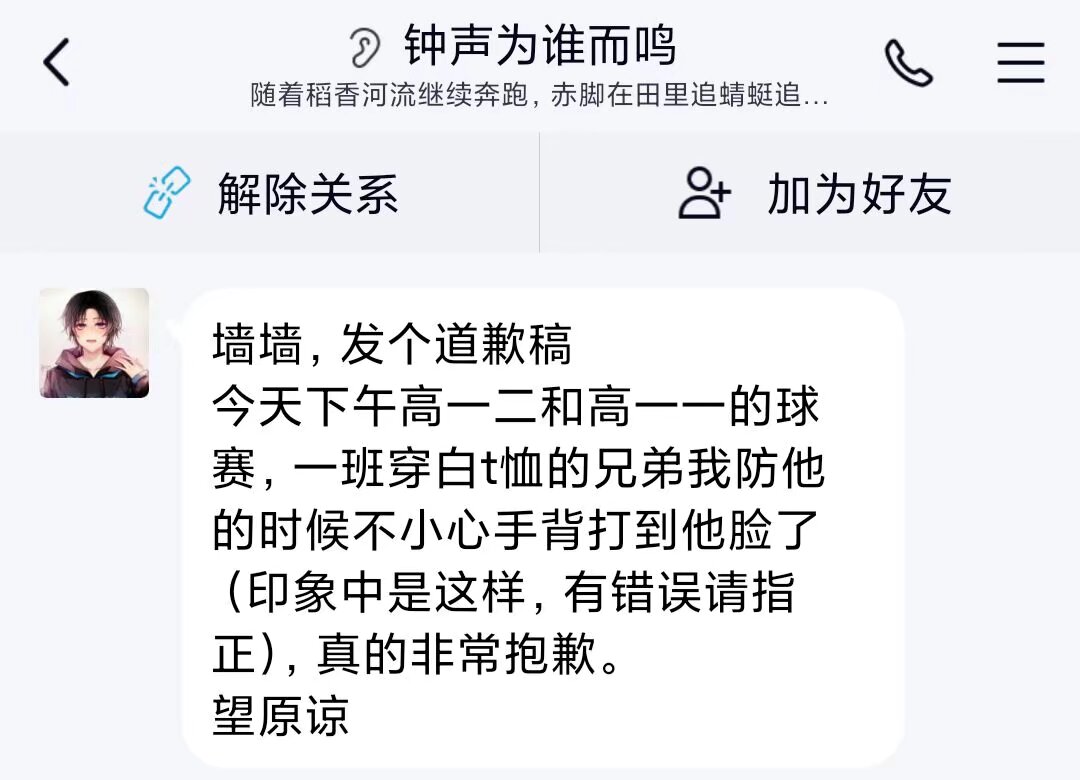 钟声为谁而鸣
随着稻香河流继续奔跑，赤脚在田里追蜻蜓追...
解除关系
加为好友
墙墙，发个道歉稿
今天下午高一二和高一一的球
赛，一班穿白t恤的兄弟我防他
的时候不小心手背打到他脸了
（印象中是这样，有错误请指
正），真的非常抱歉。
望原谅